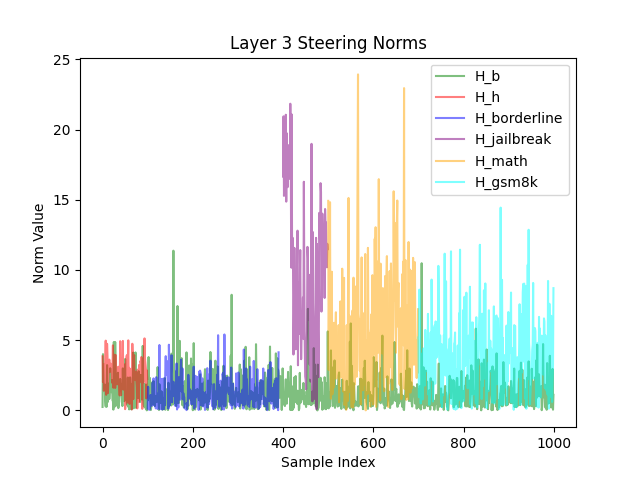 Layer 3 Steering Norms
25
20
15
10
5
0
Norm Value
0
200
400
600
800
1000
Sample Index
H_b
H_h
H_borderline
H_jailbreak
H_math
H_gsm8k